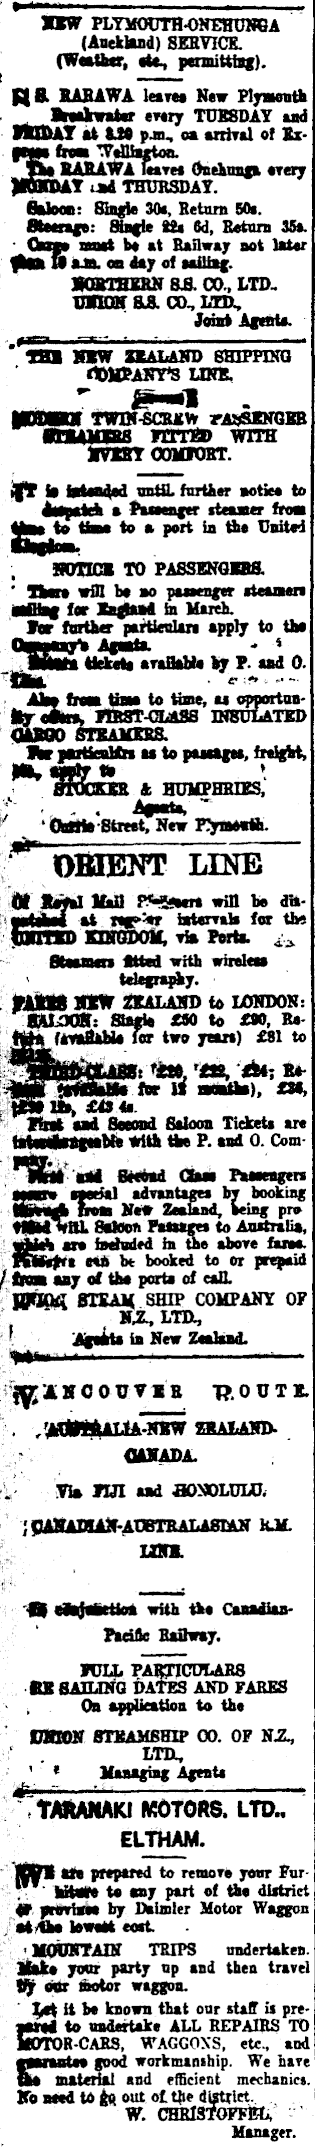 NEW PLYMOUTH-ONEHUNGA
(Auckland) SERVICE.
(Weather, etc., permitting).
S. RARAWA leaves New Plymouth
Breakwater every TUESDAY and
FRIDAY at 8.20 p.m., on arrival of Ex-
press from Wellington.
The RARAWA leaves Onehunga every
MONDAY and THURSDAY.
Saloon: Single 30s, Return 50s.
Steerage: Single 22s 6d, Return 35s.
Cargo must be at Railway not later
than 10 a.m. on day of sailing.
NORTHERN S.S. CO., LTD..
UNION S.S. CO., LTD.,
Joint Agents.
THE NEW ZEALAND SHIPPING
COMPANY'S LINE.
MODERN TWIN-SCREW PASSENGER
STEAMERS FITTED WITH
EVERY COMFORT.
IT is intended until further notice to
despatch a Passenger steamer from
time to time to a port in the United
Kingdom.
NOTICE TO PASSENGERS.
There will be no passenger steamers
sailing for England in March.
For further particulars apply to the
Company's Agents.
Return tickets available by P. and O.
Line.
Also from time to time, as opportun-
ity offers, FIRST-CLASS INSULATED
CARGO STEAMERS.
For particulars as to passages, freight,
etc., apply to
STOCKER & HUMPHRIES,
Agents,
Currie Street, New Plymouth.
ORIENT LINE
Of Royal Mail Steamers will be dis-
patched at regular intervals for the
UNITED KINGDOM, via Ports.
Steamers fitted with wireless
telegraphy.
FARES NEW ZEALAND to LONDON:
SALOON: Single £50 to £90, Re-
turn (available for two years) £81 to
THIRD-CLASS: £20, £22, £24; Re-
turn (available for 12 months), £36,
£39 12s, £43 4s.
First and Second Saloon Tickets are
interchangeable with the P. and O. Com-
pany.
First and Second Class Passengers
secure special advantages by booking
through from New Zealand, being pro
vided with Saloon Passages to Australia,
which are included in the above fares.
Passages can be booked to or prepaid
from any of the ports of call.
UNION STEAM SHIP COMPANY OF
N.Z., LTD.,
Agents in New Zealand.
VANCOUVER ROUTE.
AUSTRALIA-NEW ZEALAND-
CANADA.
Via FIJI and HONOLULU.
CANADIAN-AUSTRALASIAN R.M.
LINE.
In conjunction with the Canadian-
Pacific Railway.
FULL PARTICULARS
RE SAILING DATES AND FARES
On application to the
UNION STEAMSHIP CO. OF N.Z.,
LTD.,
Managing Agents
TARANAKI MOTORS, LTD..
ELTHAM.
WE are prepared to remove your Fur-
niture to any part of the district
or province by Daimler Motor Waggon
at the lowest cost.
MOUNTAIN TRIPS undertaken.
Make your party up and then travel
by our motor waggon.
Let it be known that our staff is pre-
pared to undertake ALL REPAIRS TO
MOTOR-CARS, WAGGONS, etc., and
guarantee good workmanship. We have
the material and efficient mechanics.
No need to go out of the district.
W. CHRISTOFFEL,
Manager.